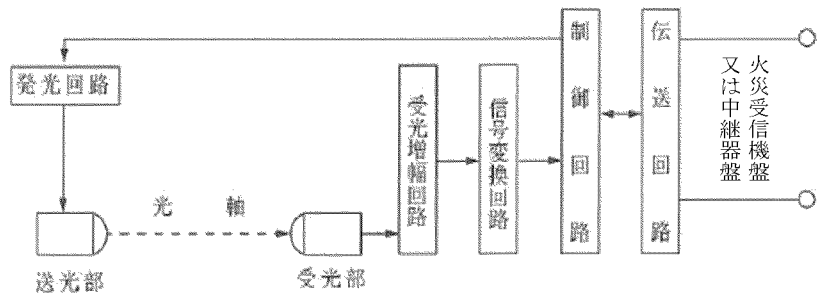 発光回路
送光部
光軸
受光部
受光増幅回路
信号変換回路
制御回路
伝送回路
火災受信機盤
又は中継器盤